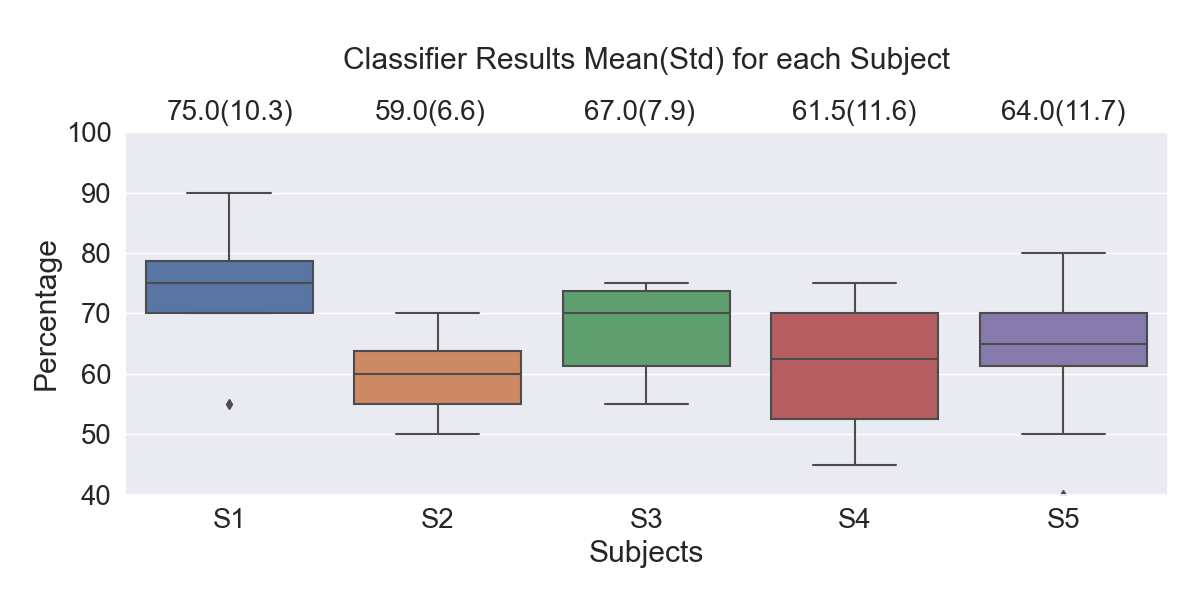 Classifier Results Mean(Std) for each Subject
75.0(10.3) 59.0(6.6) 67.0(7.9) 61.5(11.6) 64.0(11.7)
100
90
80
70
60
50
40
Percentage
S1 S2 S3 S4 S5
Subjects